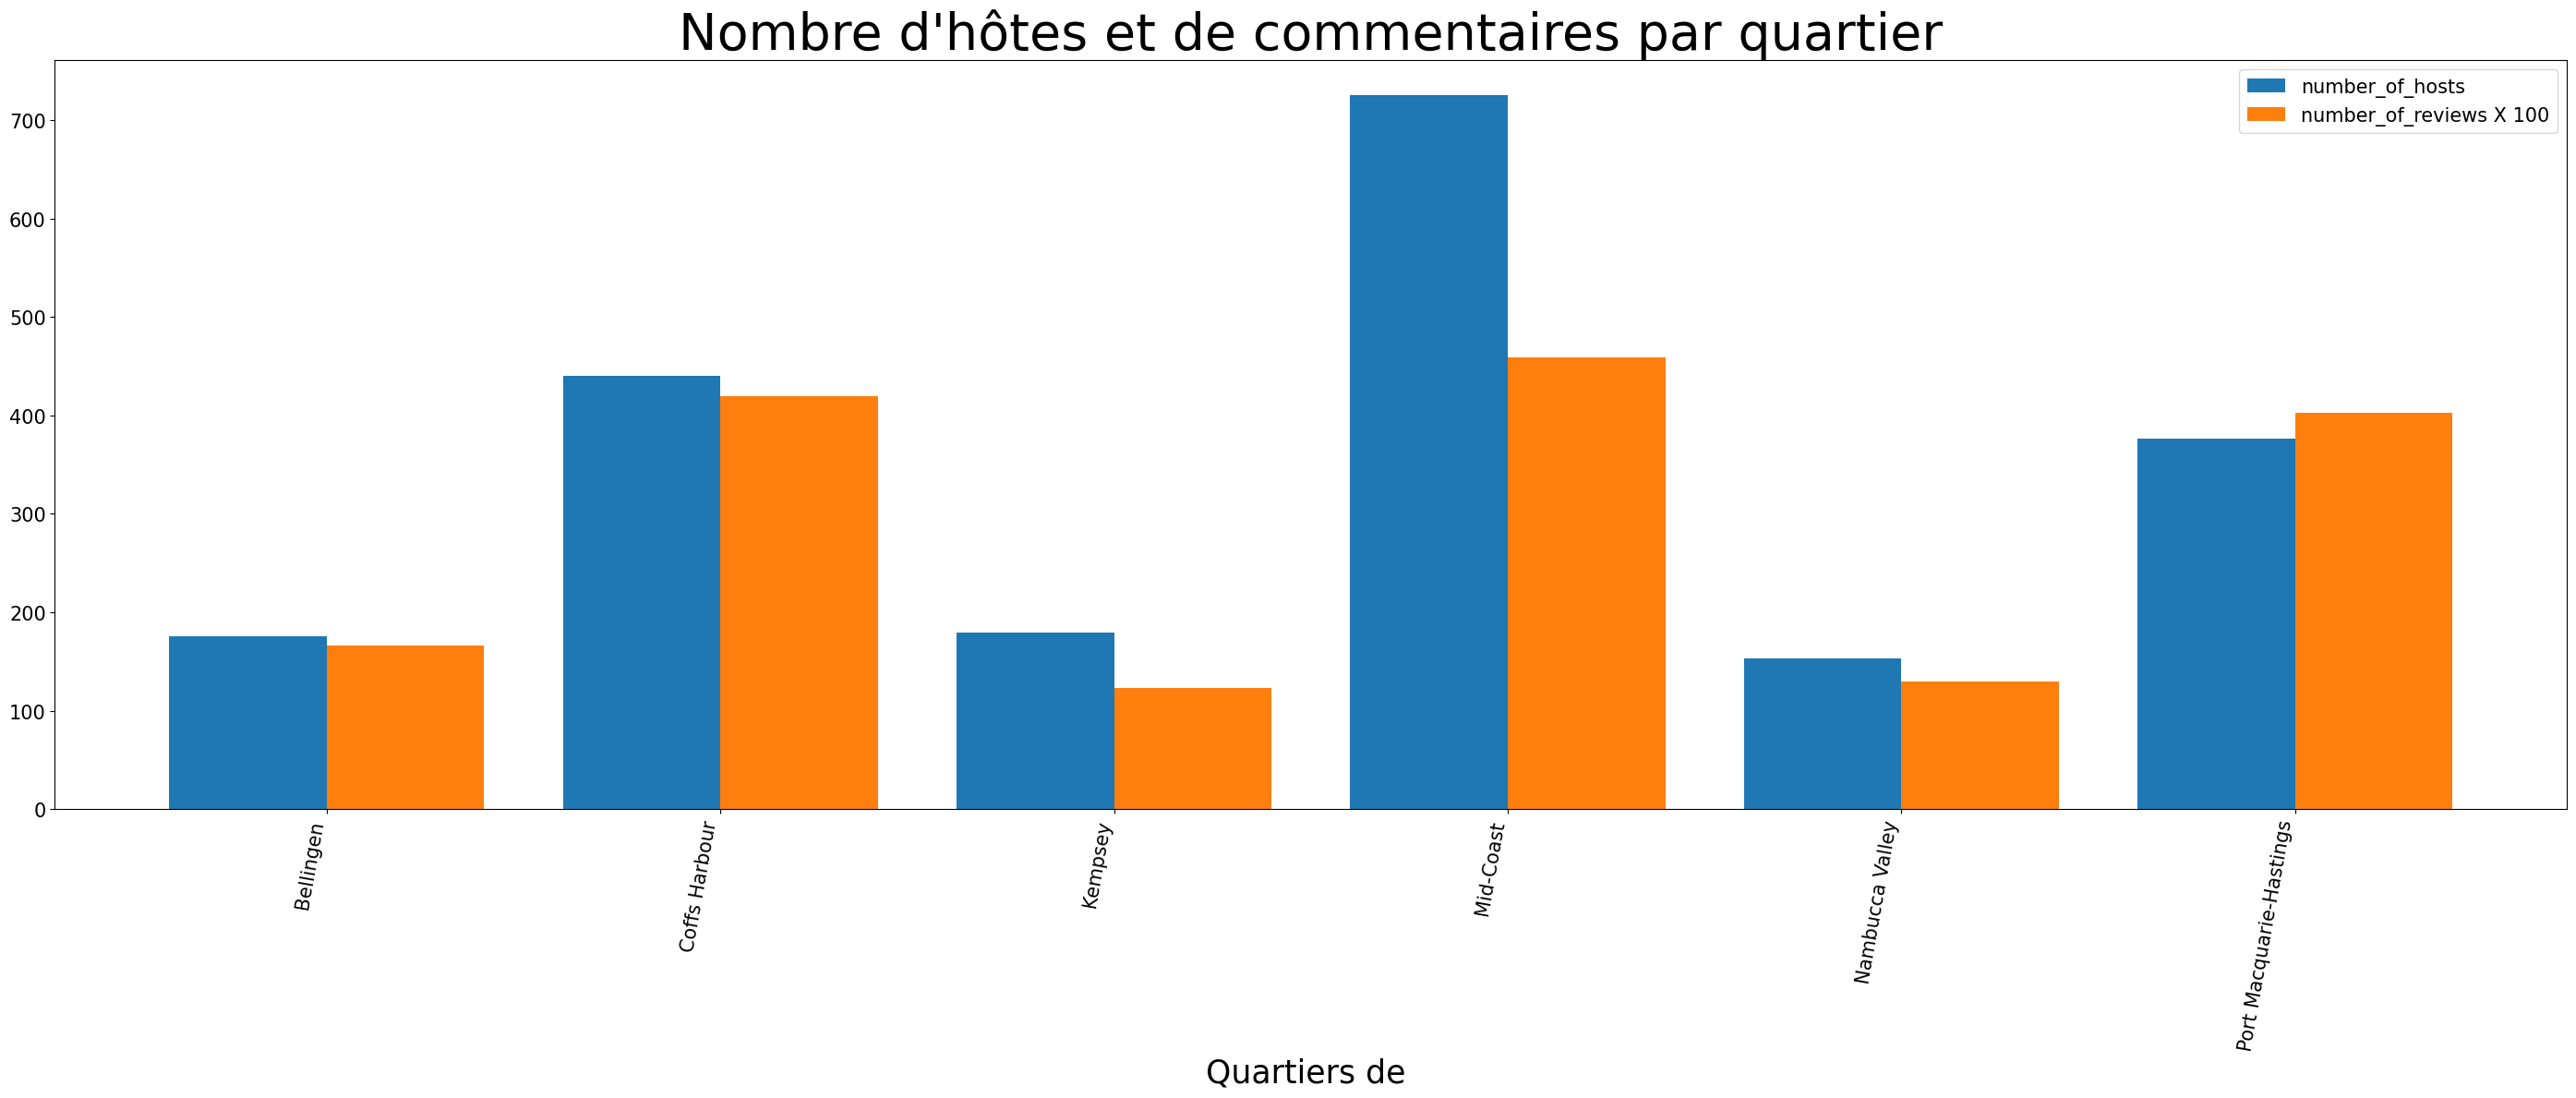 Nombre d'hôtes et de commentaires par quartier
number_of_hosts
number_of_reviews X 100
700
600
500
400
300
200
100
0
Bellingen
Coffs Harbour
Kempsey
Mid-Coast
Nambucca Valley
Port Macquarie-Hastings
Quartiers de